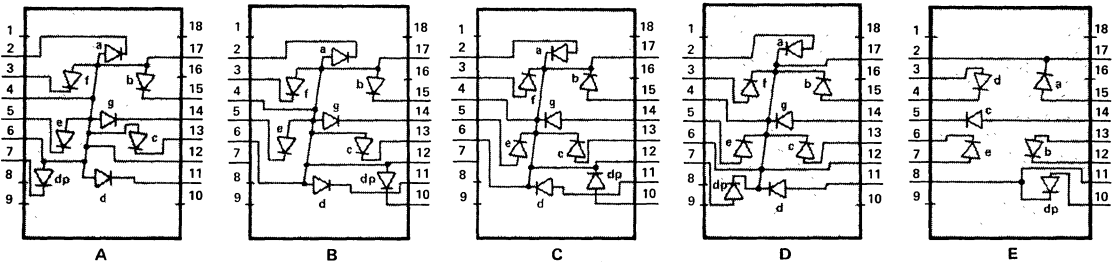 1 18
a
2 17
3 f b 16
4 15
5 g 14
6 e c 13
7 12
8 dp 11
9 d 10
A
1 18
a
2 17
3 f b 16
4 15
5 g 14
6 e c 13
7 12
8 dp 11
9 d 10
B
1 18
a
2 17
3 f b 16
4 15
5 g 14
6 e c 13
7 12
8 dp 11
9 d 10
C
1 18
a
2 17
3 f b 16
4 15
5 g 14
6 e c 13
7 12
8 dp 11
9 d 10
D
1 18
2 17
3 d a 16
4 15
5 c 14
6 e b 13
7 12
8 11
9 dp 10
E